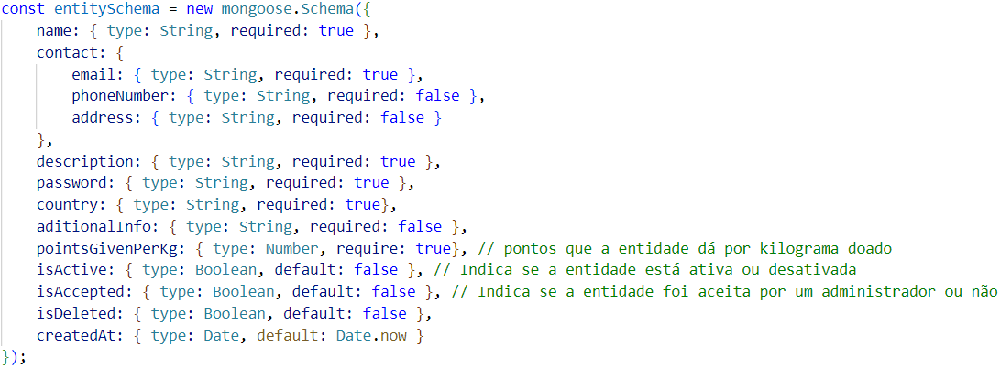 const entitySchema = new mongoose.Schema({
    name: { type: String, required: true },
    contact: {
        email: { type: String, required: true },
        phoneNumber: { type: String, required: false },
        address: { type: String, required: false }
    },
    description: { type: String, required: true },
    password: { type: String, required: true },
    country: { type: String, required: true},
    aditionalInfo: { type: String, required: false },
    pointsGivenPerKg: { type: Number, require: true}, // pontos que a entidade dá por kilograma doado
    isActive: { type: Boolean, default: false }, // Indica se a entidade está ativa ou desativada
    isAccepted: { type: Boolean, default: false }, // Indica se a entidade foi aceita por um administrador ou não
    isDeleted: { type: Boolean, default: false },
    createdAt: { type: Date, default: Date.now }
});